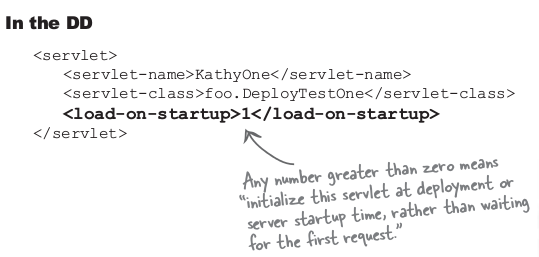 In the DD
<servlet>
<servlet-name>KathyOne</servlet-name>
<servlet-class>foo.DeployTestOne</servlet-class>
<load-on-startup>1</load-on-startup>
</servlet>
Any number greater than zero means
"initialize this servlet at deployment or
server startup time, rather than waiting
for the first request."